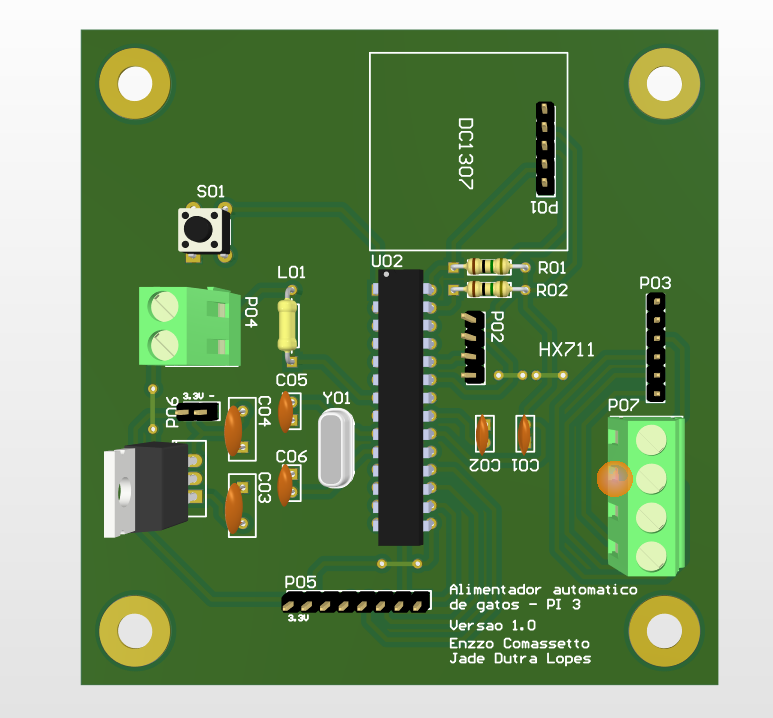 DC1307
P01
S01
U02
R01
R02
L01
P04
P03
P02
HX711
C05
Y01
P07
3.3V -
P06
C04
C06
C03
C02
C01
P05
3.3V
Alimentador automatico
de gatos - PI 3
Versao 1.0
Enzzo Comassetto
Jade Dutra Lopes